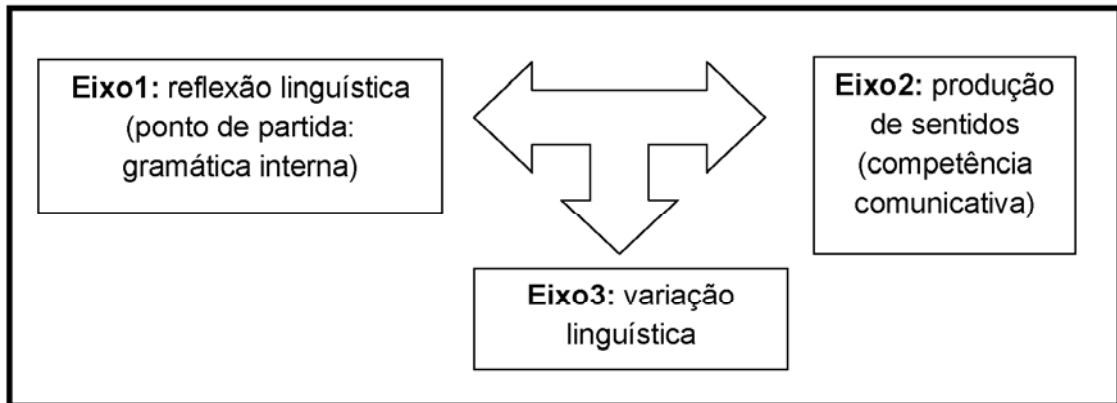 Eixo1: reflexão linguística
(ponto de partida:
gramática interna)
Eixo2: produção
de sentidos
(competência
comunicativa)
Eixo3: variação
linguística